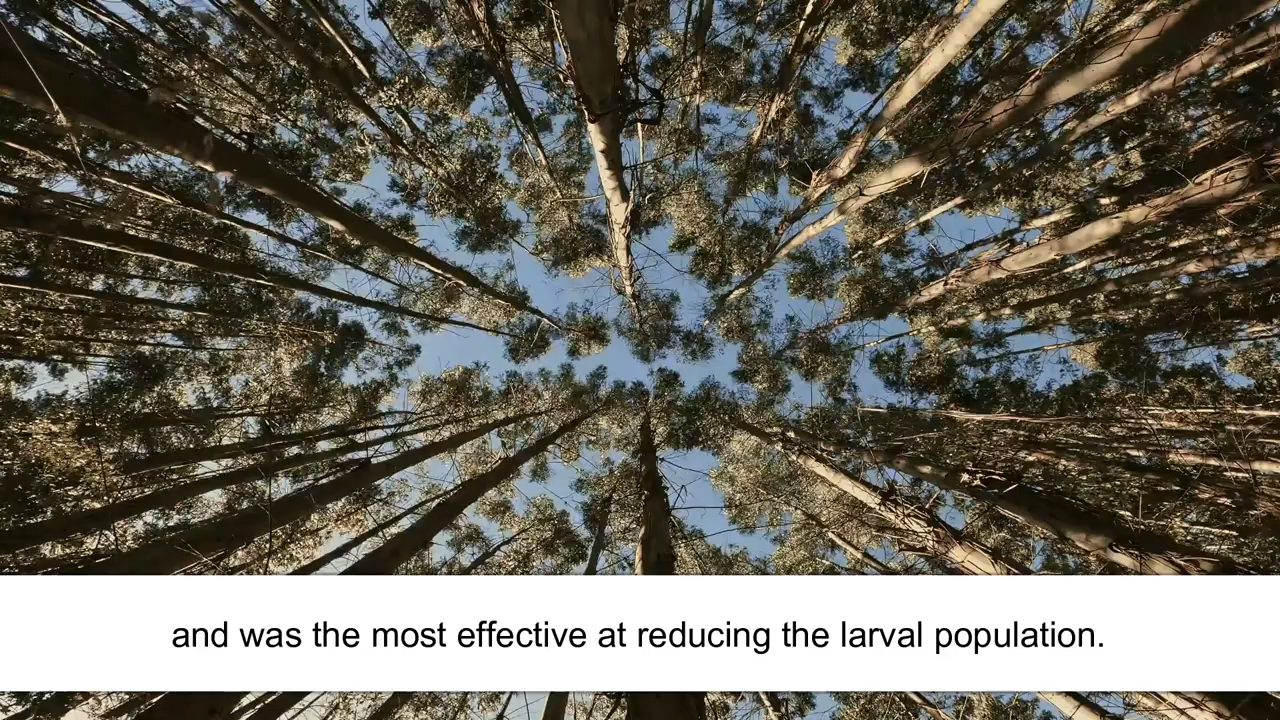 and was the most effective at reducing the larval population.